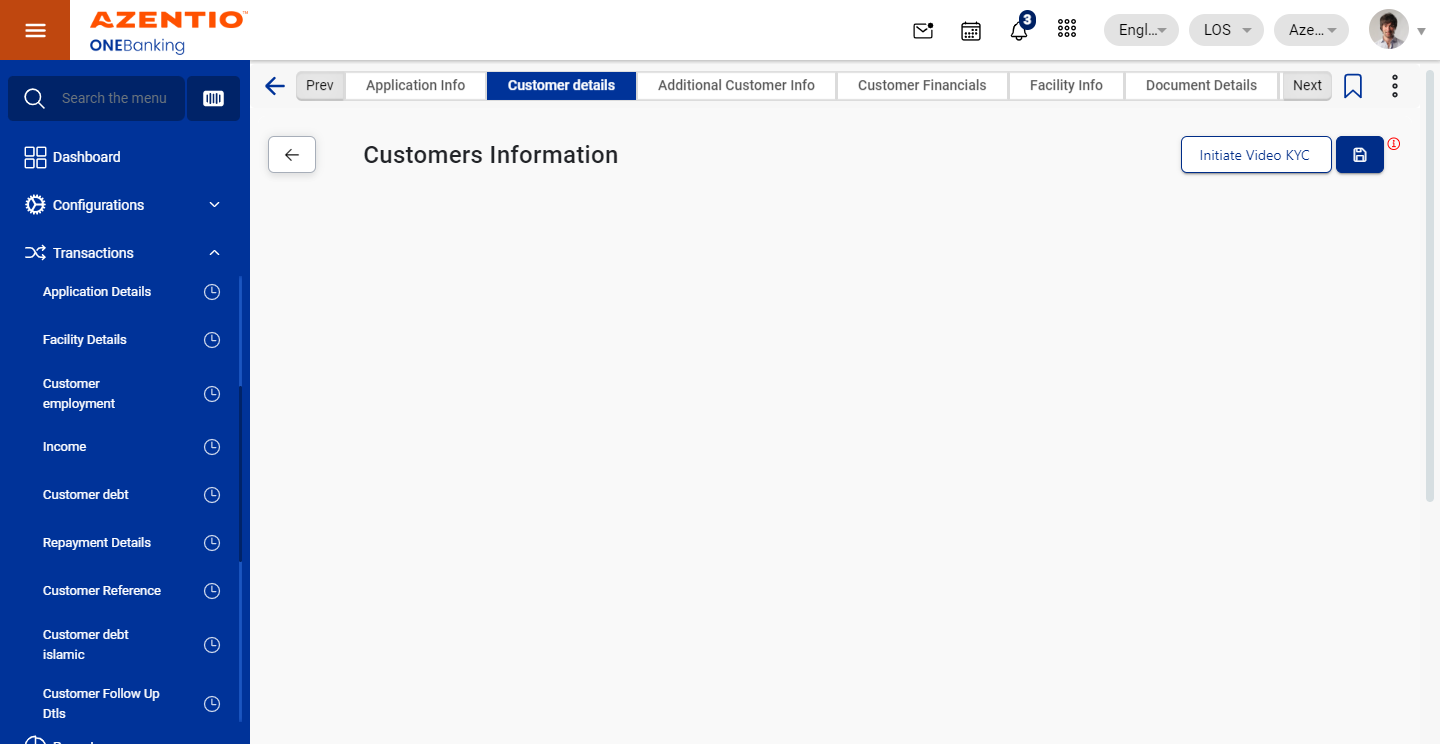 AZENTIO™
ONEBanking
3
Engl...
LOS
Aze...
Search the menu
Prev
Application Info
Customer details
Additional Customer Info
Customer Financials
Facility Info
Document Details
Next
Customers Information
Initiate Video KYC
Dashboard
Configurations
Transactions
Application Details
Facility Details
Customer
employment
Income
Customer debt
Repayment Details
Customer Reference
Customer debt
islamic
Customer Follow Up
Dtls